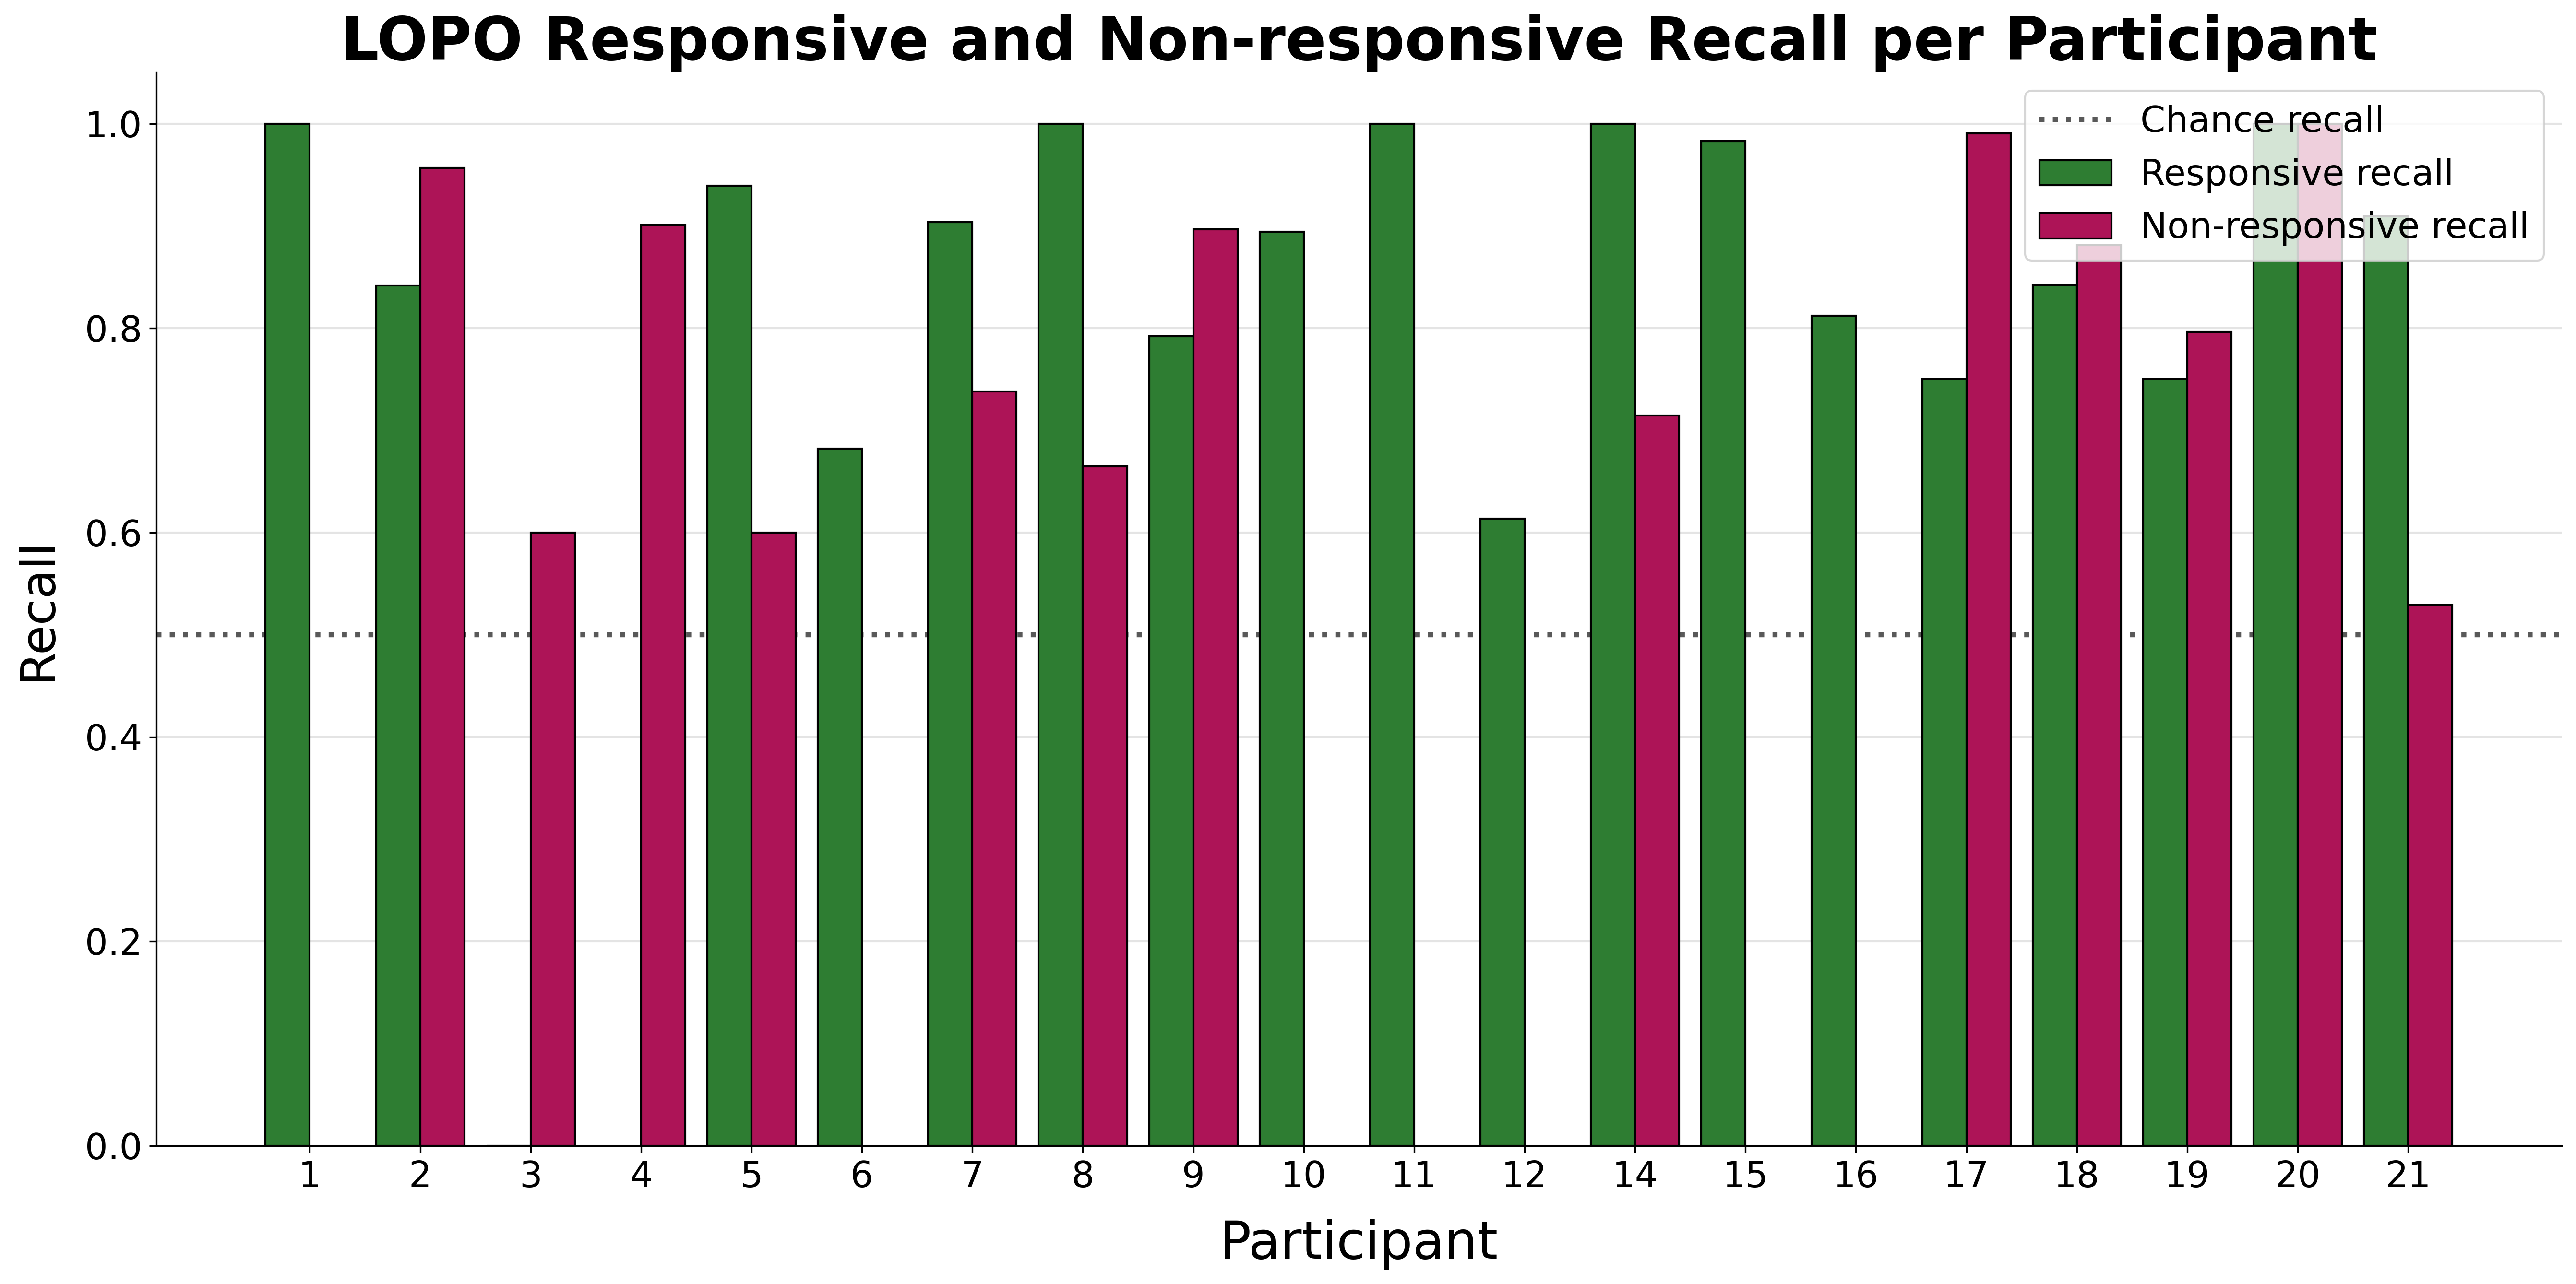 LOPO Responsive and Non-responsive Recall per Participant
Chance recall
Responsive recall
Non-responsive recall
1.0
0.8
0.6
0.4
0.2
0.0
Recall
1 2 3 4 5 6 7 8 9 10 11 12 14 15 16 17 18 19 20 21
Participant